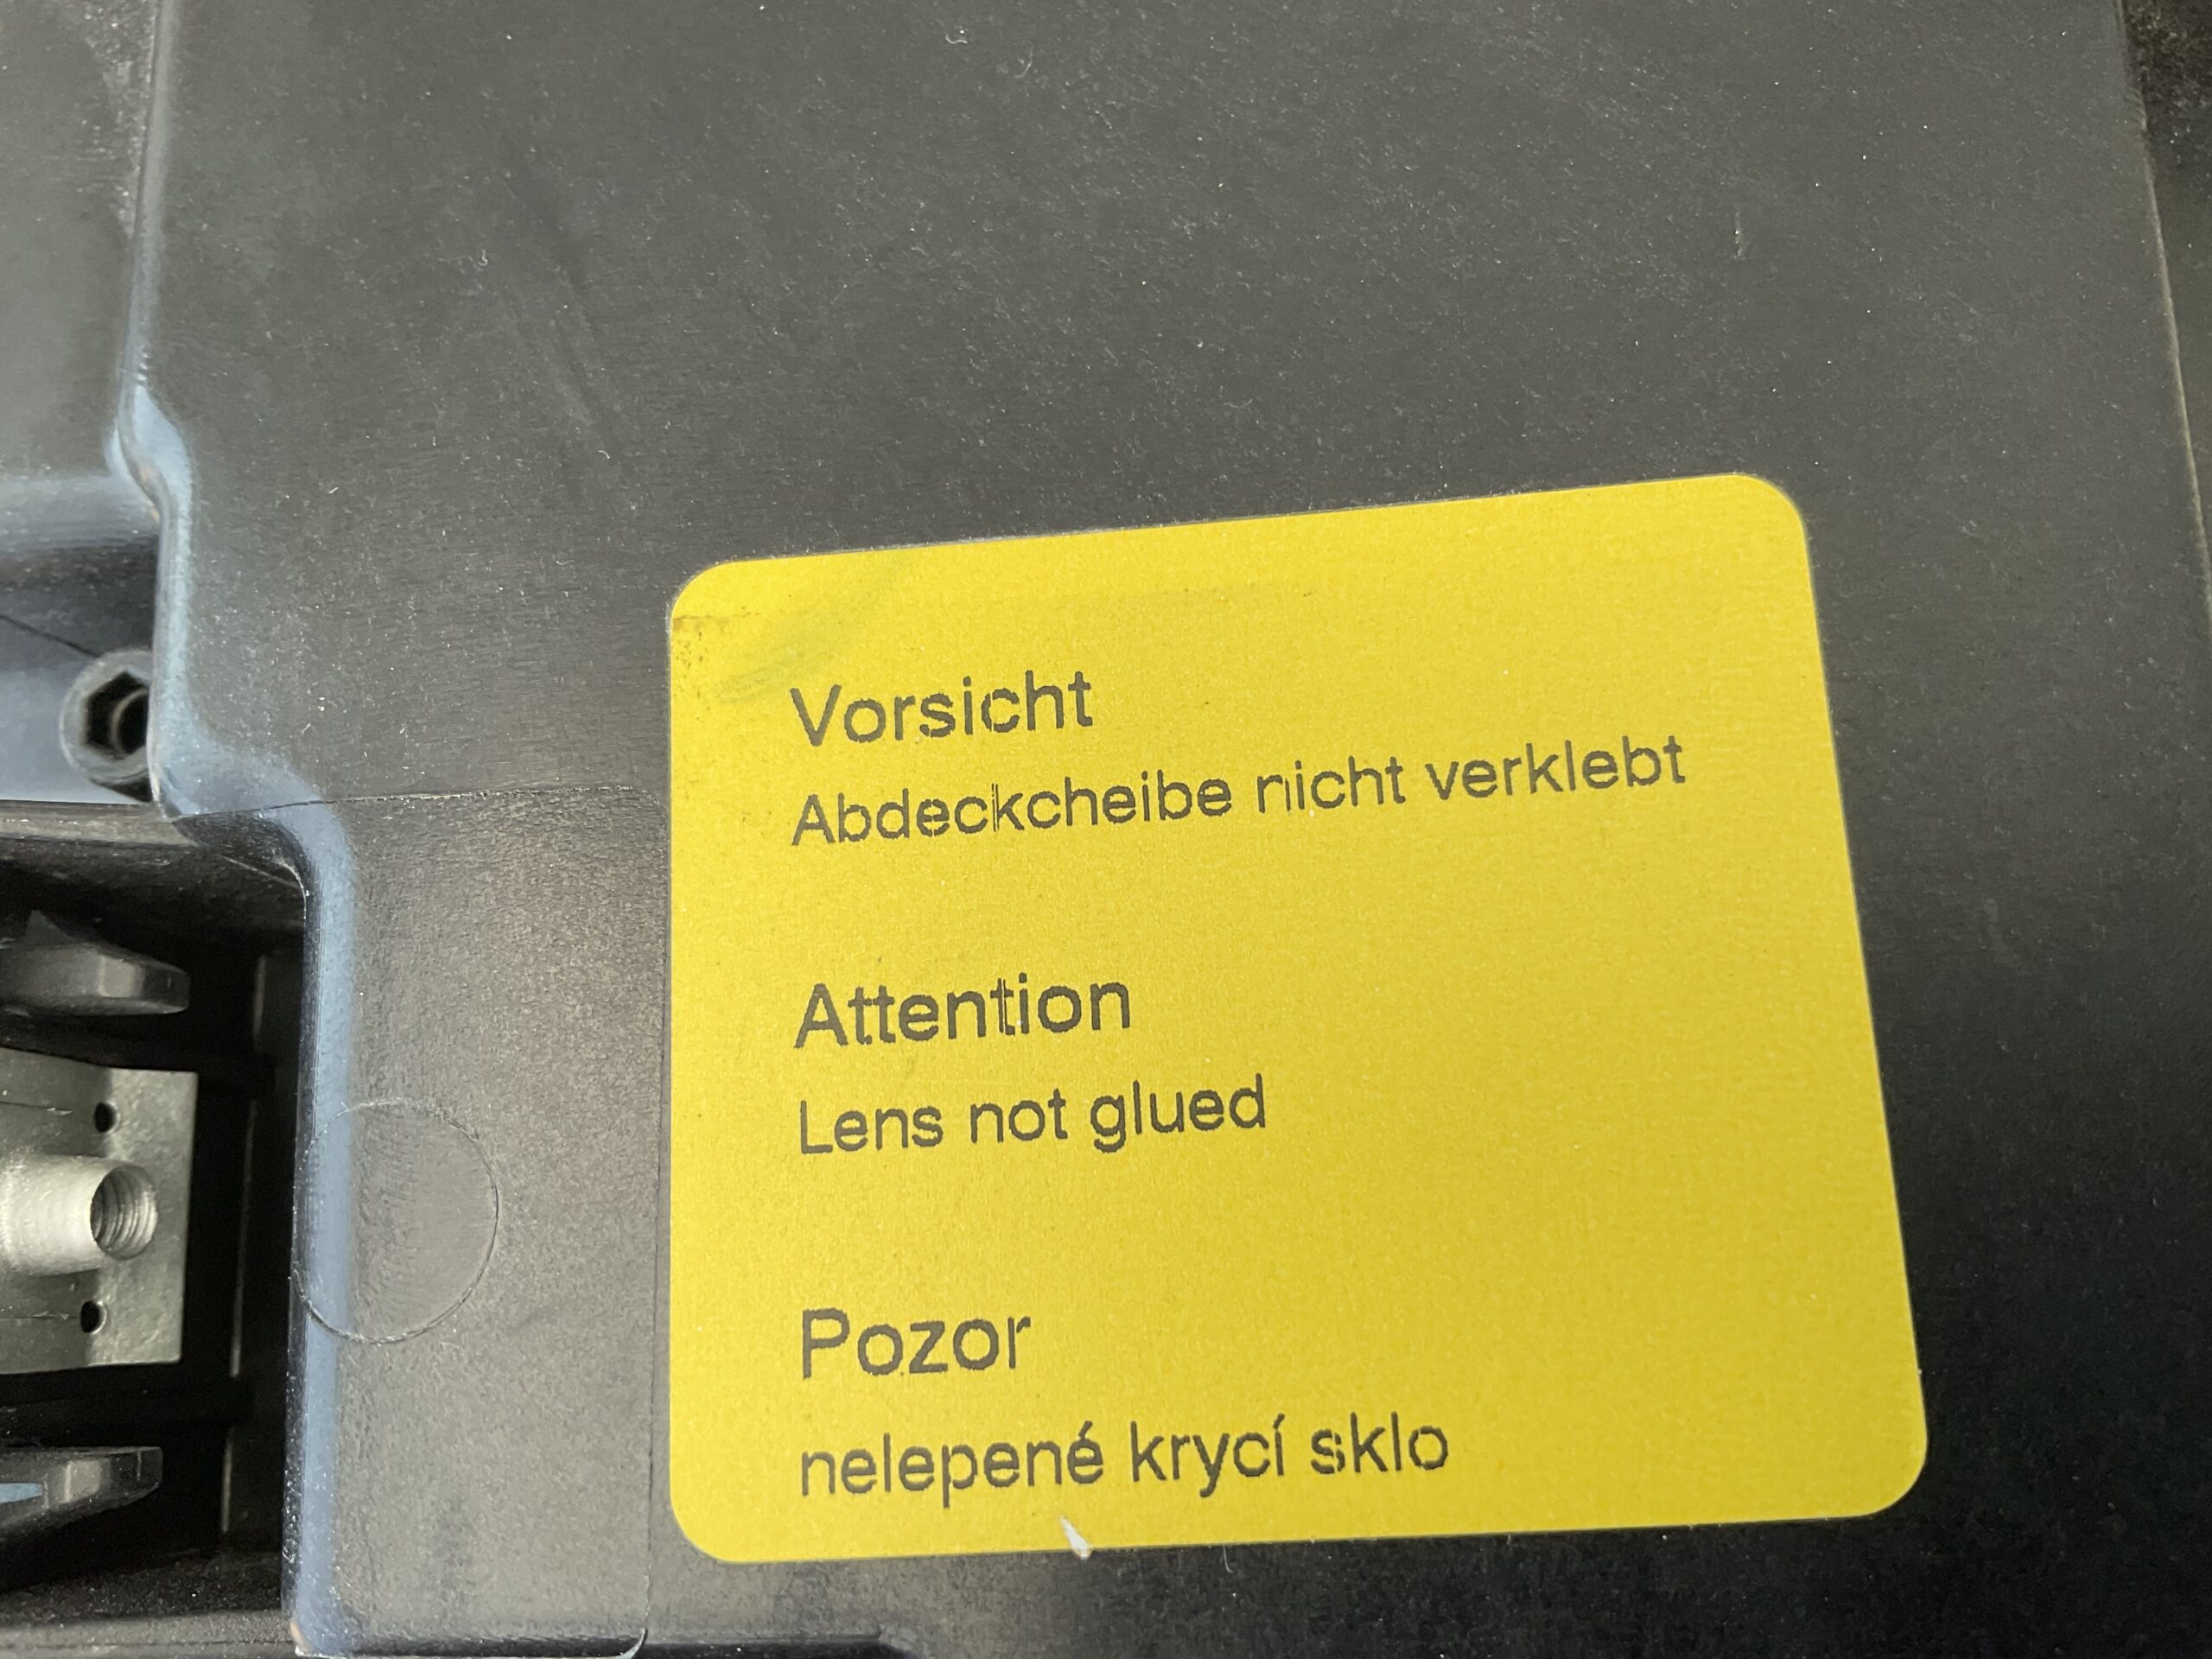 Vorsicht
Abdeckcheibe nicht verklebt
Attention
Lens not glued
Pozor
nelepené krycí sklo